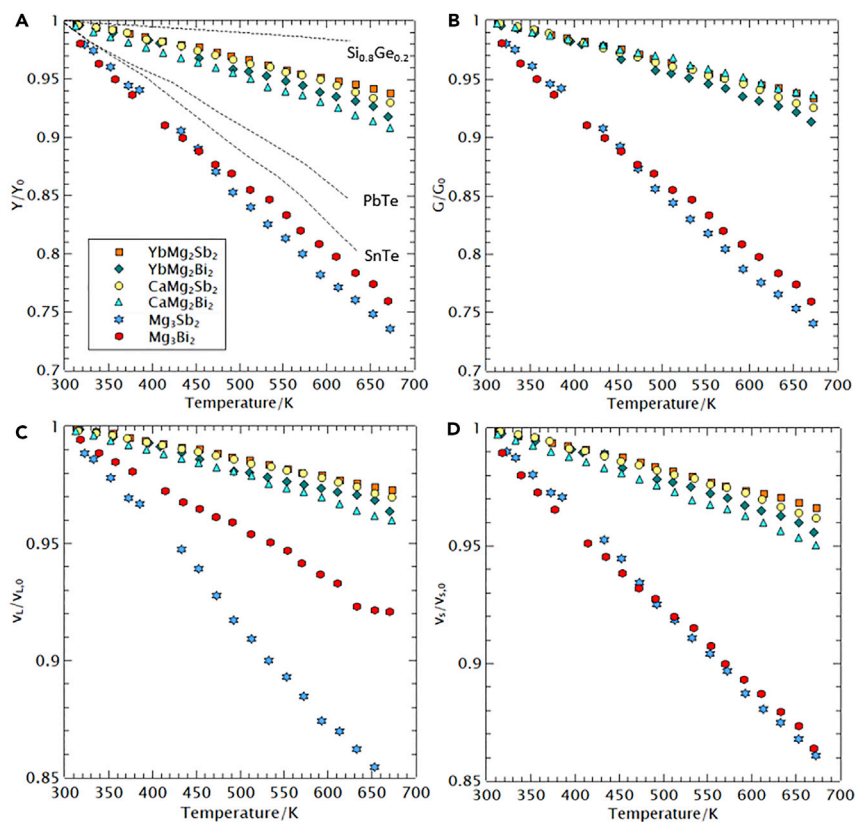 A
1
0.95
0.9
0.85
0.8
0.75
0.7
Y/Y₀
Si₀.₈Ge₀.₂
PbTe
SnTe
YbMg₂Sb₂
YbMg₂Bi₂
CaMg₂Sb₂
CaMg₂Bi₂
Mg₃Sb₂
Mg₃Bi₂
300 350 400 450 500 550 600 650 700
Temperature/K
B
1
0.95
0.9
0.85
0.8
0.75
0.7
G/G₀
300 350 400 450 500 550 600 650 700
Temperature/K
C
1
0.95
0.9
0.85
v_L/v_L,0
300 350 400 450 500 550 600 650 700
Temperature/K
D
1
0.95
0.9
0.85
v_s/v_s,0
300 350 400 450 500 550 600 650 700
Temperature/K